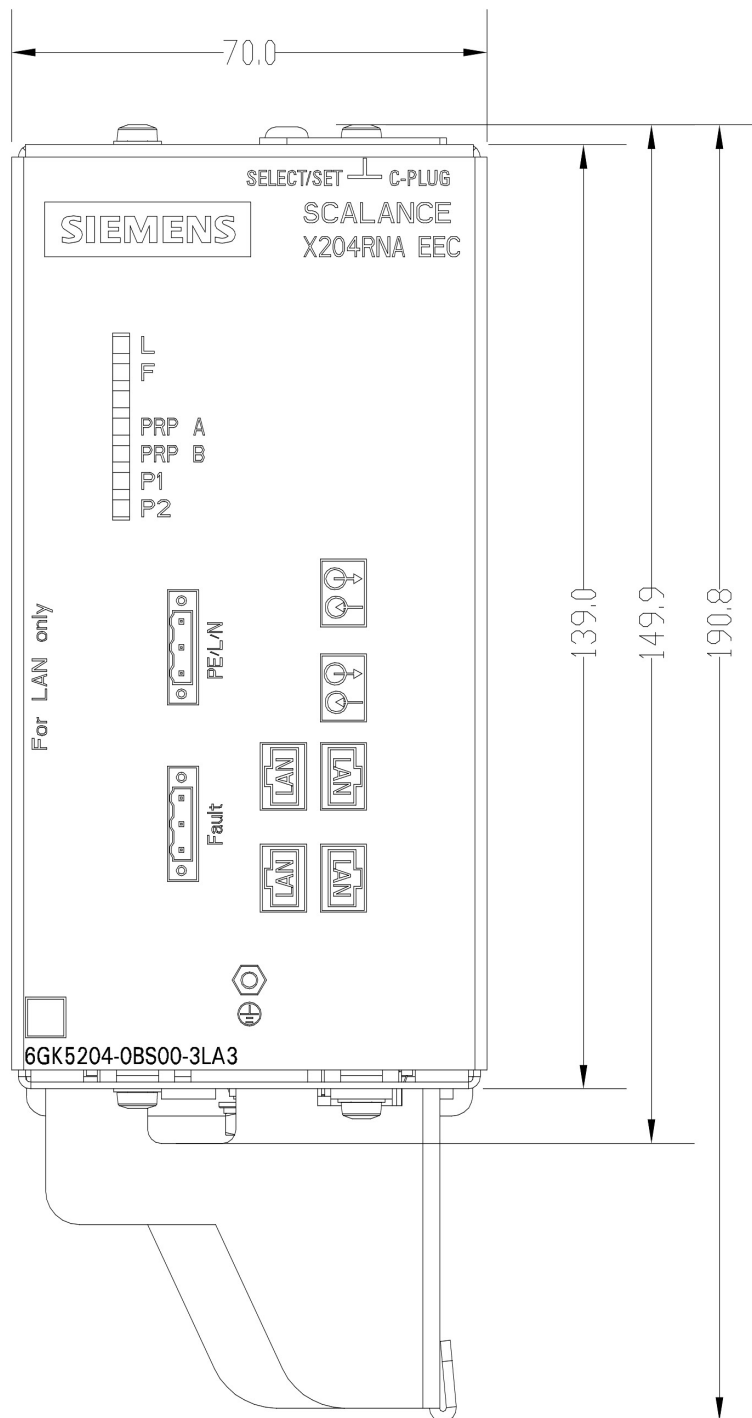 70.0
SELECT/SET C-PLUG
SIEMENS
SCALANCE
X204RNA EEC
L
F
PRP A
PRP B
P1
P2
For LAN only
PE/L/N
Fault
LAN LAN
LAN LAN
139.0
149.9
190.8
6GK5204-0BS00-3LA3